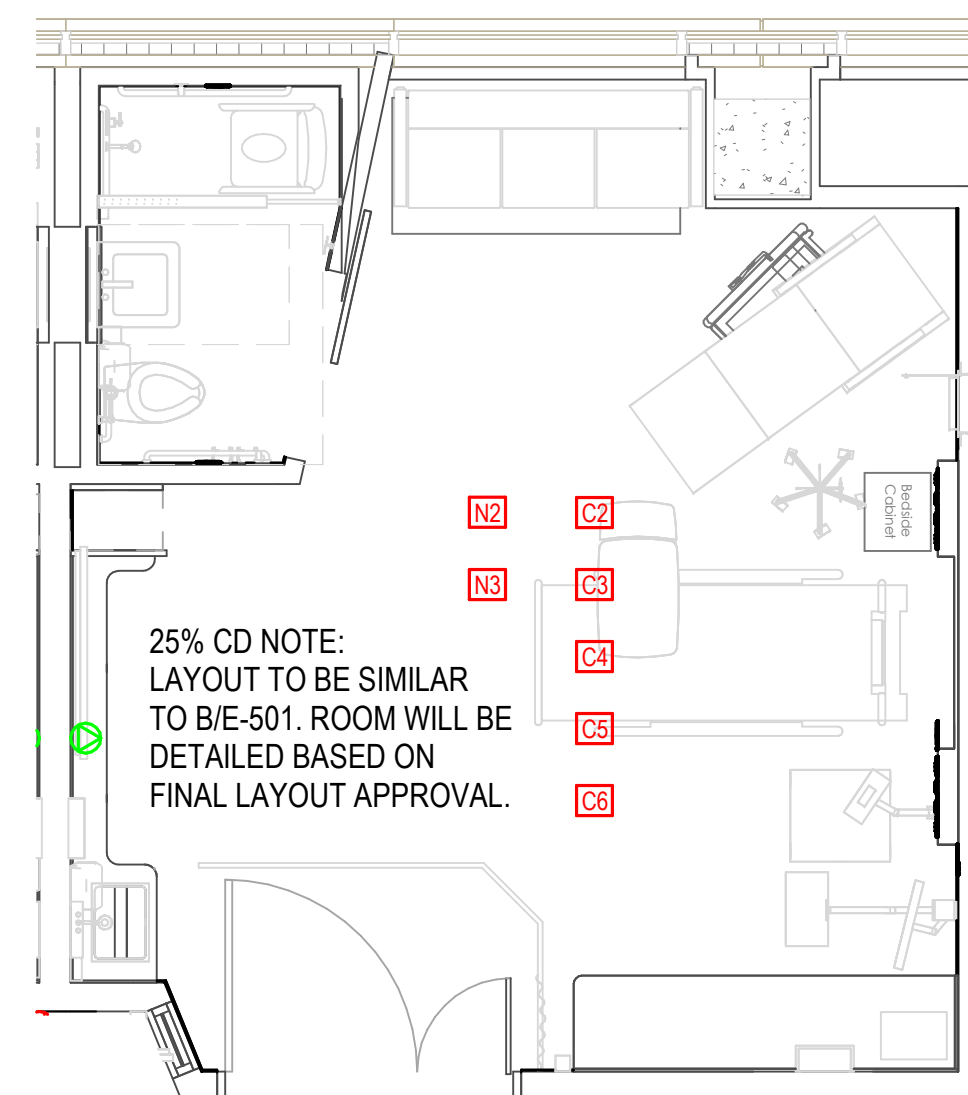 Bedside
Cabinet
N2
C2
N3
C3
25% CD NOTE:
LAYOUT TO BE SIMILAR
TO B/E-501. ROOM WILL BE
DETAILED BASED ON
FINAL LAYOUT APPROVAL.
C4
C5
C6